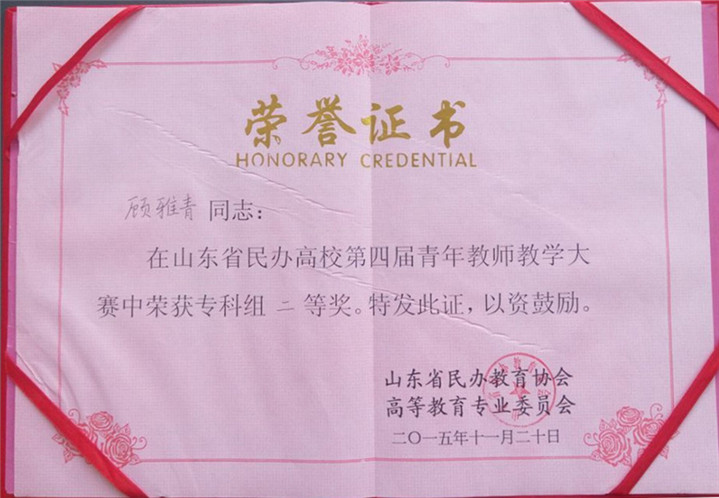 荣誉证书
HONORARY CREDENTIAL
顾雅青 同志：
在山东省民办高校第四届青年教师教学大
赛中荣获专科组 二 等奖。特发此证，以资鼓励。
山东省民办教育协会
高等教育专业委员会
二〇一五年十一月二十日